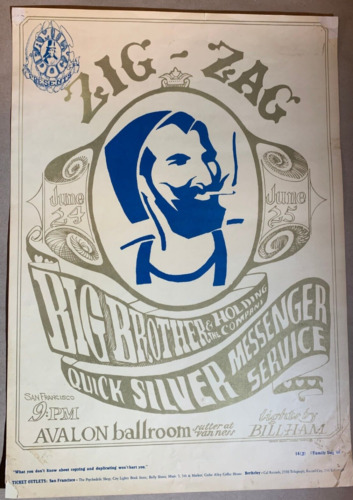 FAMILY DOG
PRESENTS
ZIG-ZAG
June 24
June 25
BIG BROTHER & HOLDING THE COMPANY
QUICK SILVER MESSENGER SERVICE
SAN FRANCISCO
9 PM
AVALON ballroom sutter at van ness
lights by BILL HAM
"What you don't know about copying and duplicating won't hurt you."
TICKET OUTLETS: San Francisco
Berkeley